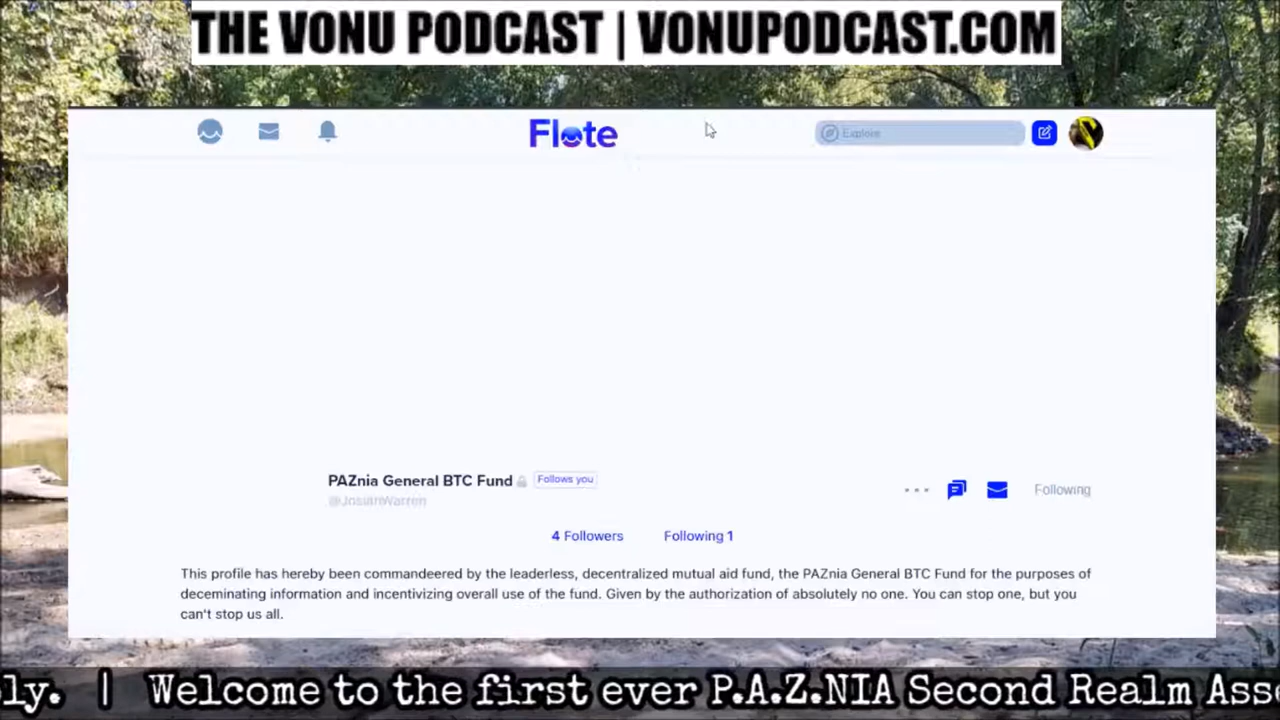 THE VONU PODCAST | VONUPODCAST.COM
Flote
Explore
PAZnia General BTC Fund Follows you
@JosiahWarren
Following
4 Followers Following 1
This profile has hereby been commandeered by the leaderless, decentralized mutual aid fund, the PAZnia General BTC Fund for the purposes of
deceminating information and incentivizing overall use of the fund. Given by the authorization of absolutely no one. You can stop one, but you
can't stop us all.
ly. | Welcome to the first ever P.A.Z.NIA Second Realm Asse